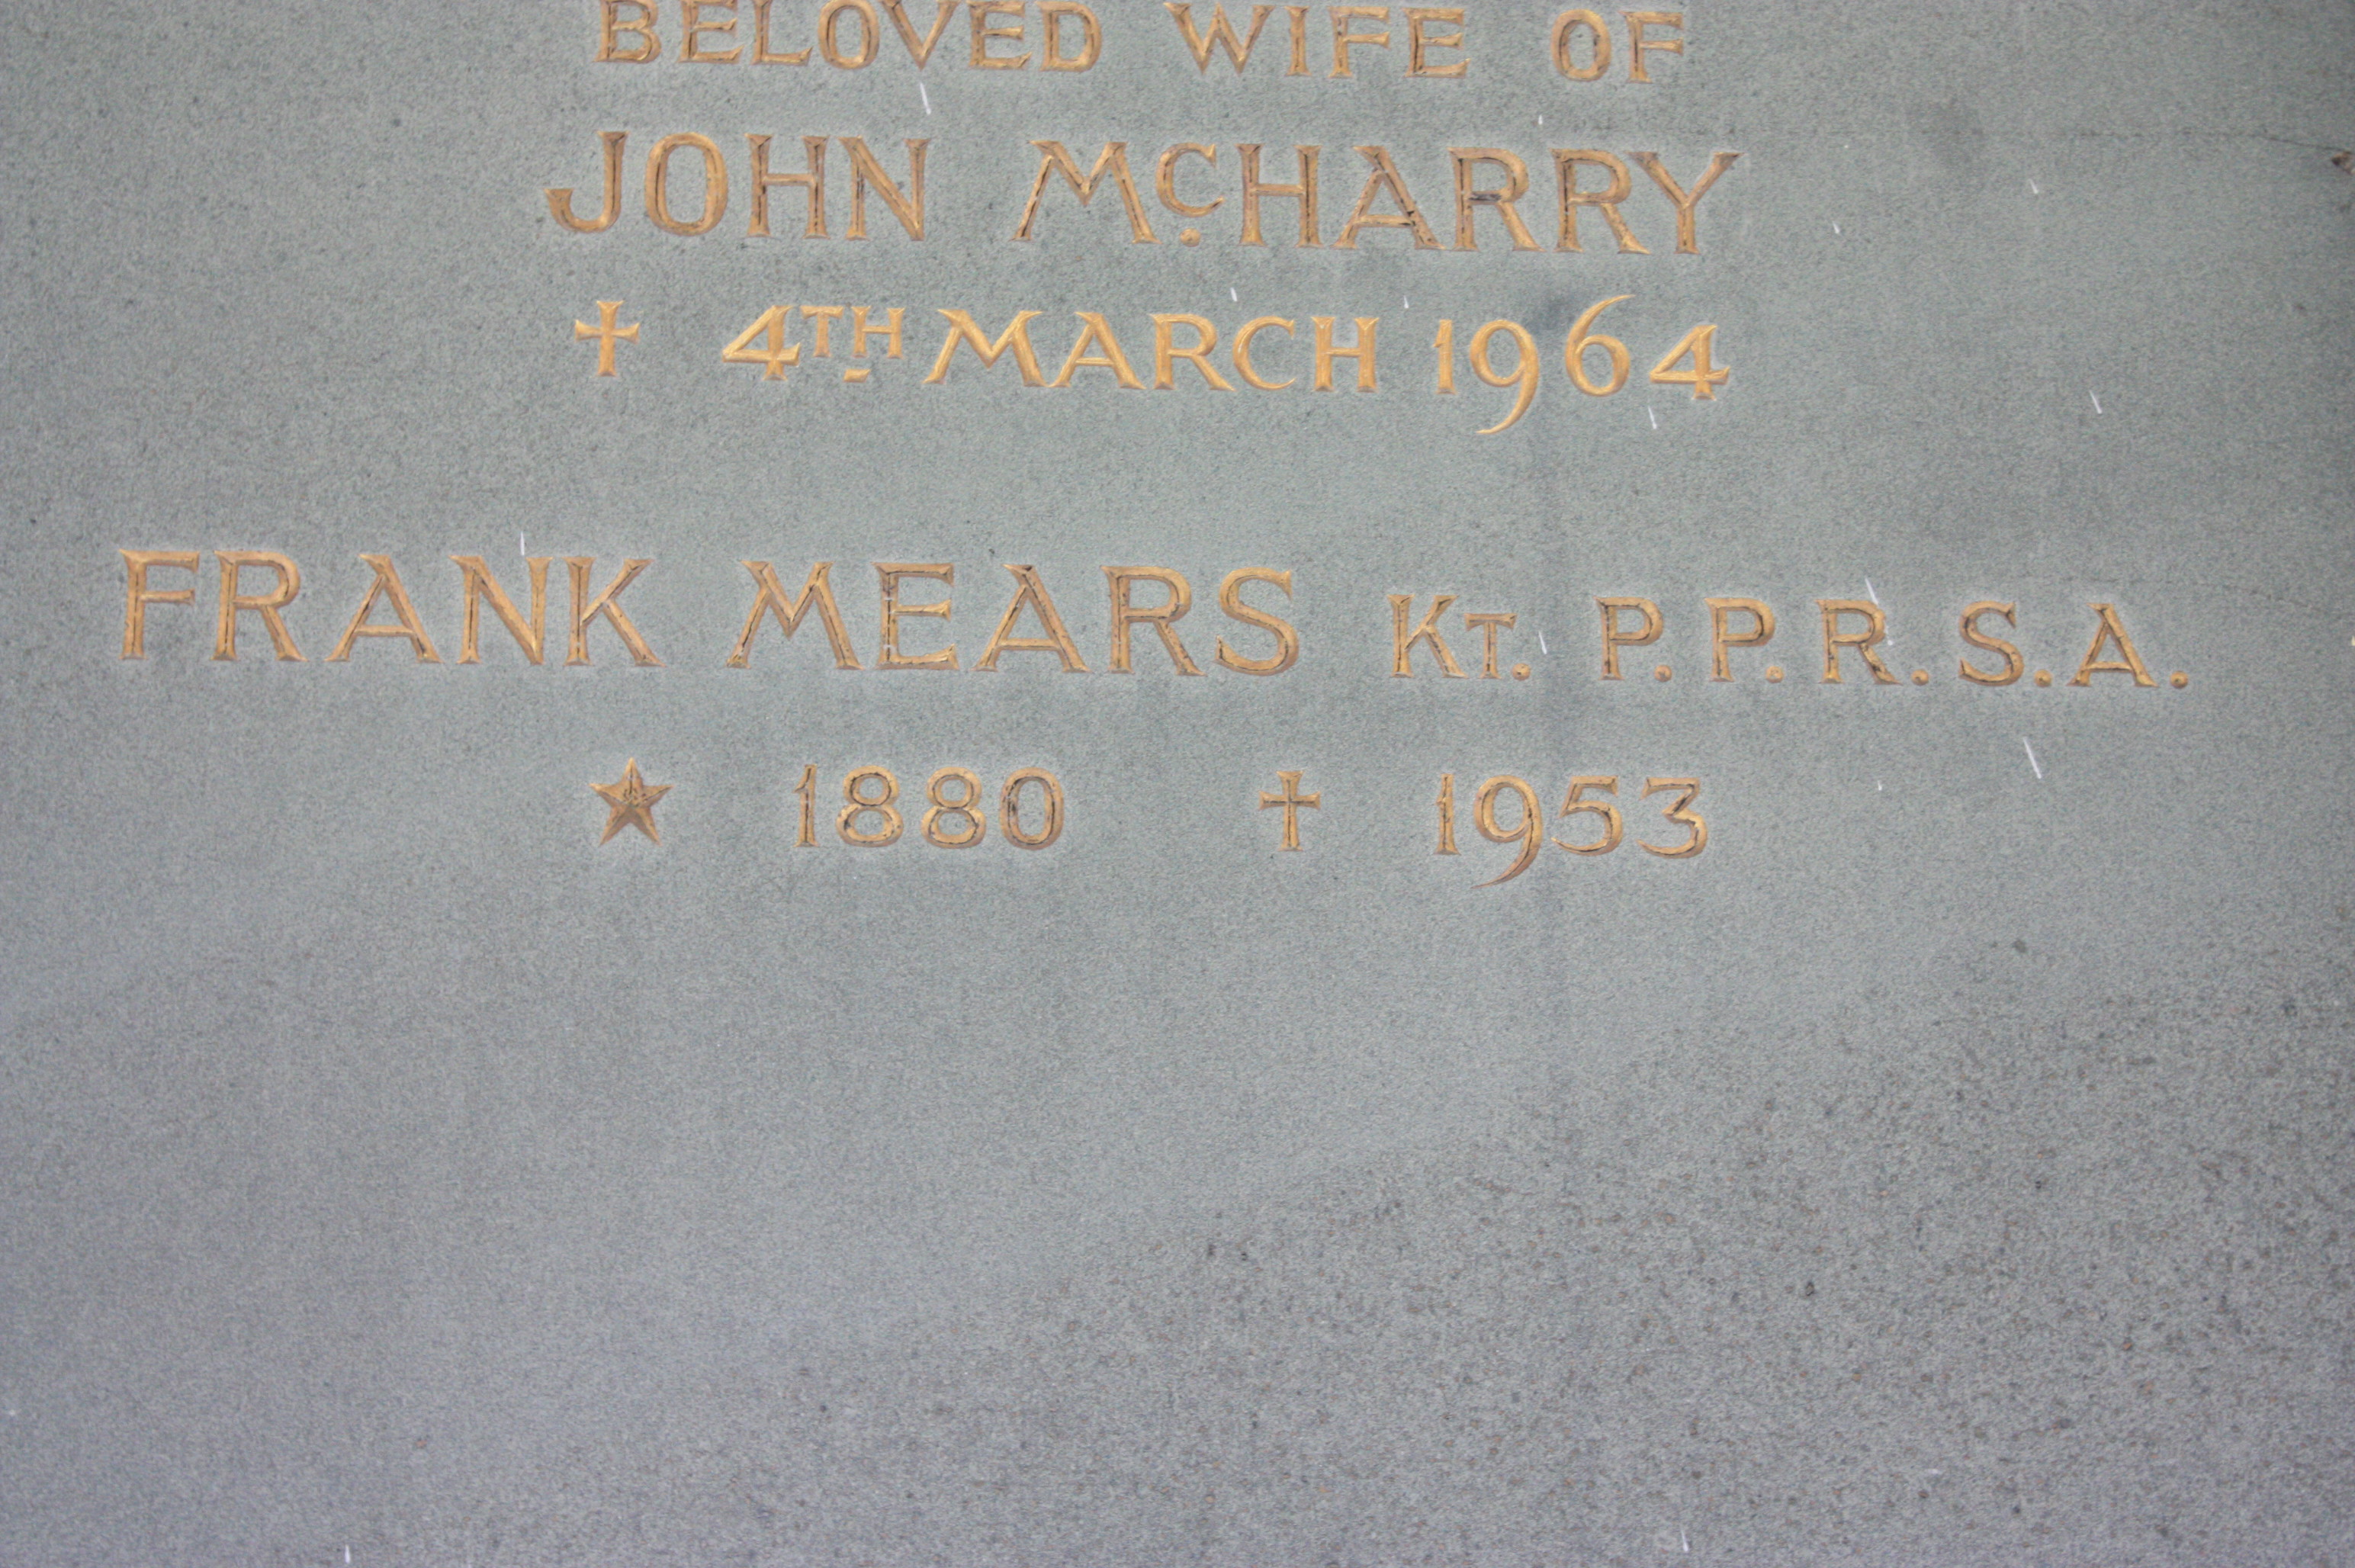 BELOVED WIFE OF
JOHN McHARRY
✝ 4TH MARCH 1964
FRANK MEARS KT. P.P.R.S.A.
★ 1880 ✝ 1953